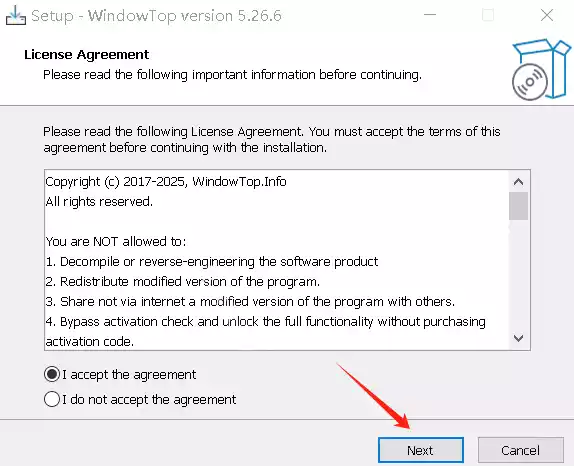 Setup - WindowTop version 5.26.6
License Agreement
Please read the following important information before continuing.
Please read the following License Agreement. You must accept the terms of this
agreement before continuing with the installation.
Copyright (c) 2017-2025, WindowTop.Info
All rights reserved.
You are NOT allowed to:
1. Decompile or reverse-engineering the software product
2. Redistribute modified version of the program.
3. Share not via internet a modified version of the program with others.
4. Bypass activation check and unlock the full functionality without purchasing
activation code.
I accept the agreement
I do not accept the agreement
Next
Cancel